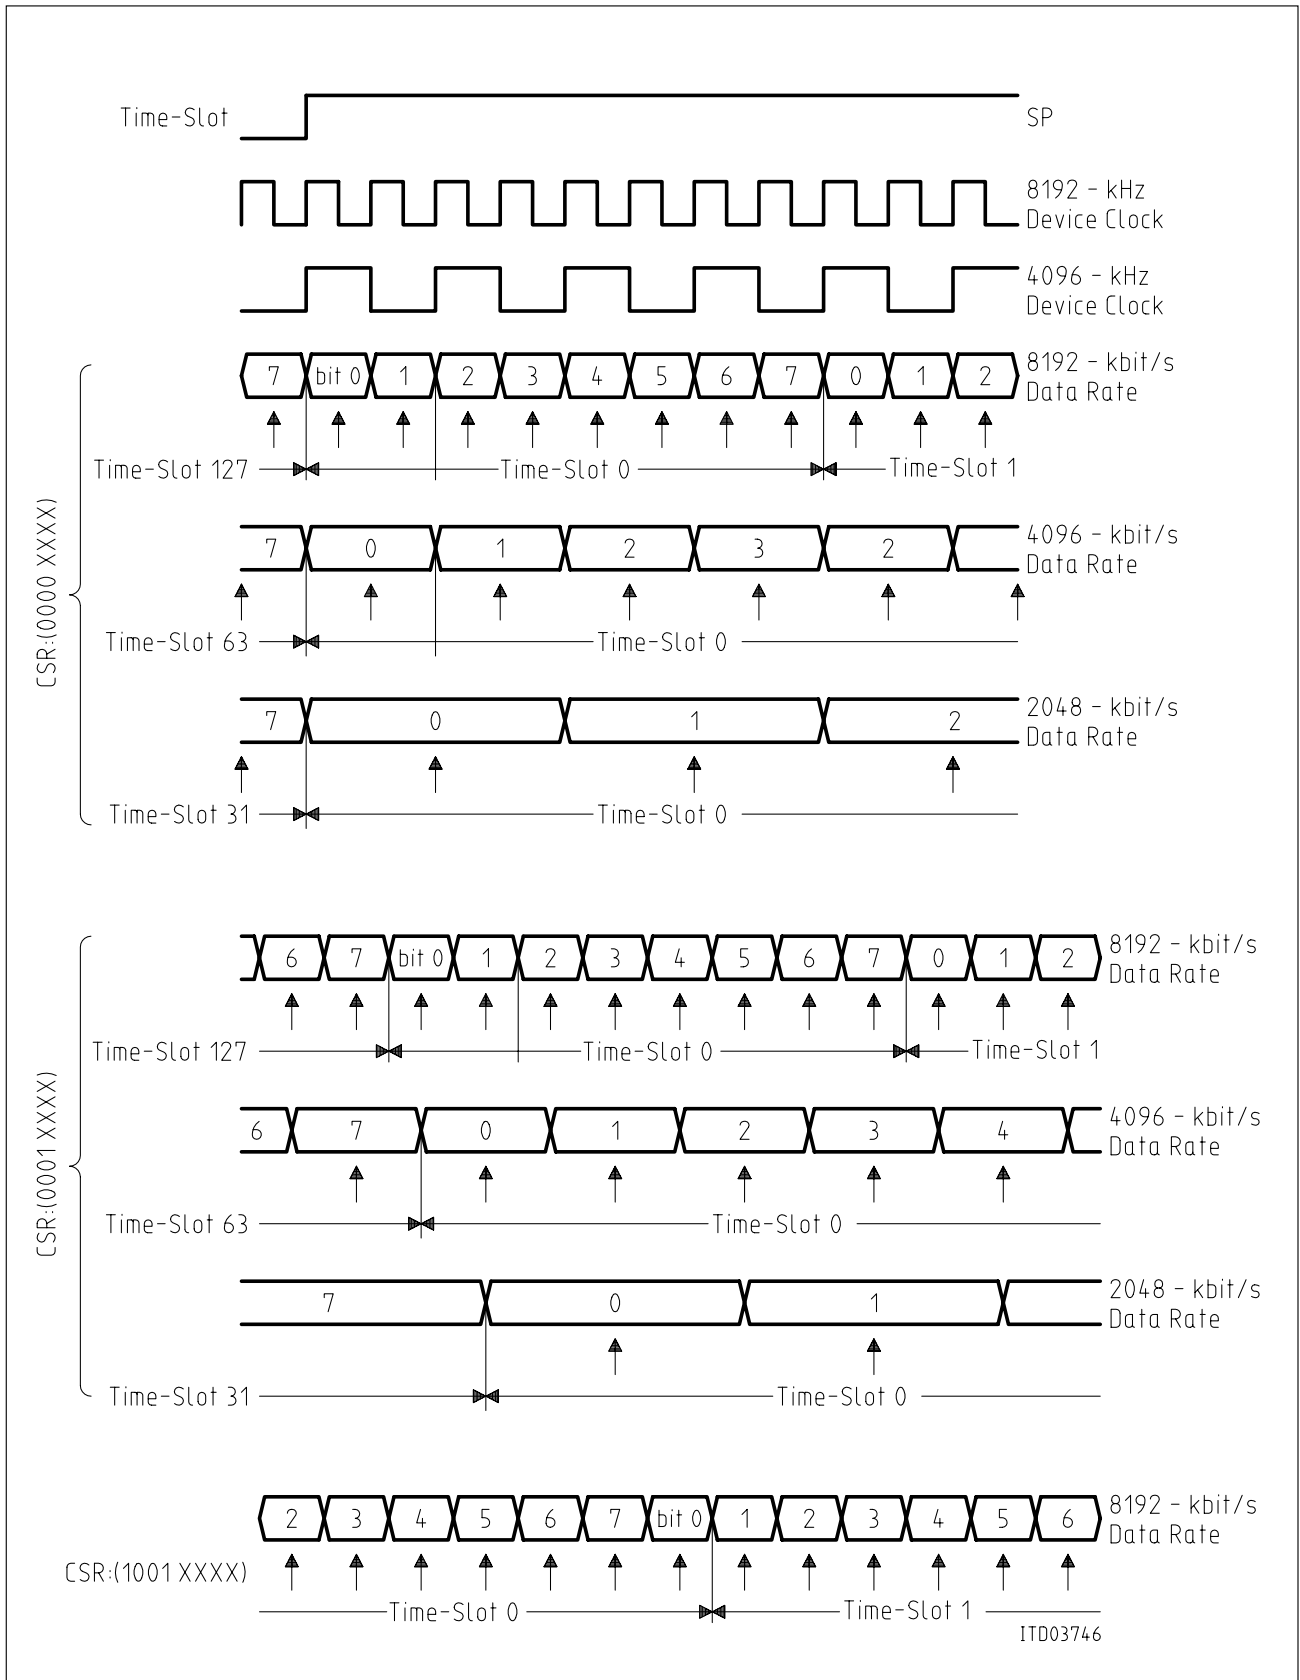 Time-Slot
SP
8192 - kHz
Device Clock
4096 - kHz
Device Clock
7 bit 0 1 2 3 4 5 6 7 0 1 2
8192 - kbit/s
Data Rate
Time-Slot 127 Time-Slot 0 Time-Slot 1
CSR:(0000 XXXX)
7 0 1 2 3 2
4096 - kbit/s
Data Rate
Time-Slot 63 Time-Slot 0
7 0 1 2
2048 - kbit/s
Data Rate
Time-Slot 31 Time-Slot 0
6 7 bit 0 1 2 3 4 5 6 7 0 1 2
8192 - kbit/s
Data Rate
Time-Slot 127 Time-Slot 0 Time-Slot 1
CSR:(0001 XXXX)
6 7 0 1 2 3 4
4096 - kbit/s
Data Rate
Time-Slot 63 Time-Slot 0
7 0 1
2048 - kbit/s
Data Rate
Time-Slot 31 Time-Slot 0
2 3 4 5 6 7 bit 0 1 2 3 4 5 6
8192 - kbit/s
Data Rate
CSR:(1001 XXXX)
Time-Slot 0 Time-Slot 1
ITD03746